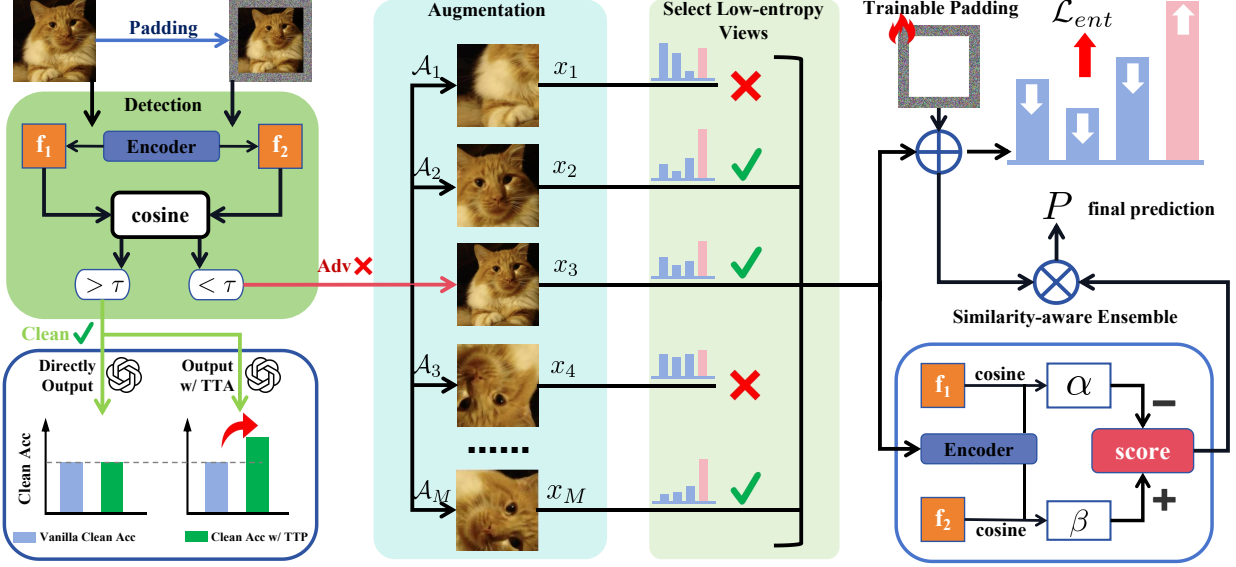 Padding
Detection
f1
Encoder
f2
cosine
> τ
< τ
Adv
Clean
Directly
Output
Output
w/ TTA
Clean Acc
Vanilla Clean Acc
Clean Acc w/ TTP
Augmentation
𝒜1
x1
𝒜2
x2
x3
𝒜3
x4
......
𝒜M
xM
Select Low-entropy
Views
Trainable Padding
ℒent
P
final prediction
Similarity-aware Ensemble
f1
cosine
α
−
Encoder
score
+
f2
cosine
β